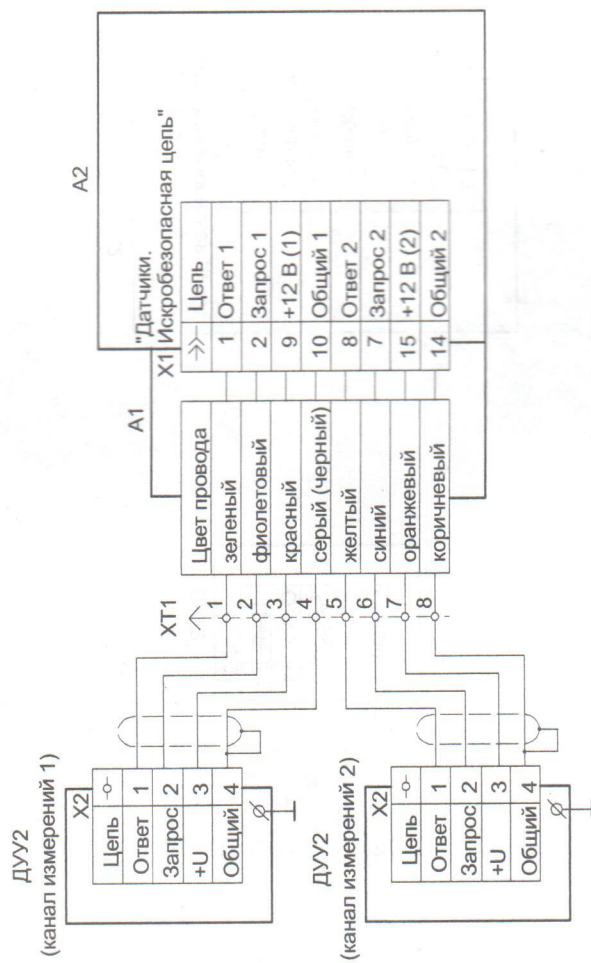 ДУУ2
(канал измерений 1)
X2
Цепь
Ответ 1
Запрос 2
+U 3
Общий 4
ДУУ2
(канал измерений 2)
X2
Цепь
Ответ 1
Запрос 2
+U 3
Общий 4
XT1
1
2
3
4
5
6
7
8
A1
Цвет провода
зеленый
фиолетовый
красный
серый (черный)
желтый
синий
оранжевый
коричневый
A2
"Датчики.
X1 Искробезопасная цепь"
Цепь
1 Ответ 1
2 Запрос 1
9 +12 В (1)
10 Общий 1
8 Ответ 2
7 Запрос 2
15 +12 В (2)
14 Общий 2